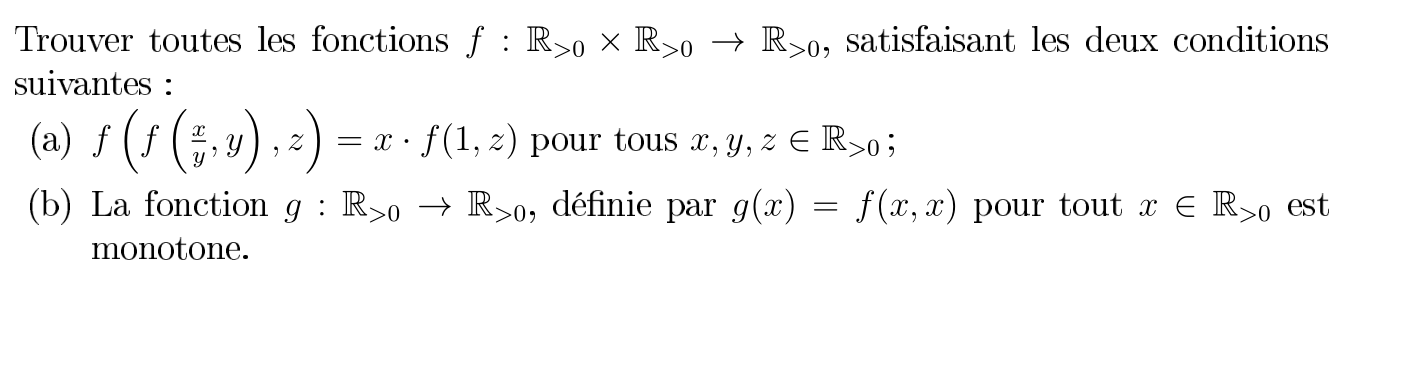 Trouver toutes les fonctions $f : \mathbb{R}_{>0} \times \mathbb{R}_{>0} \to \mathbb{R}_{>0}$, satisfaisant les deux conditions
suivantes :
(a) $f\left(f\left(\frac{x}{y}, y\right), z\right) = x \cdot f(1, z)$ pour tous $x, y, z \in \mathbb{R}_{>0}$ ;
(b) La fonction $g : \mathbb{R}_{>0} \to \mathbb{R}_{>0}$, définie par $g(x) = f(x, x)$ pour tout $x \in \mathbb{R}_{>0}$ est
monotone.